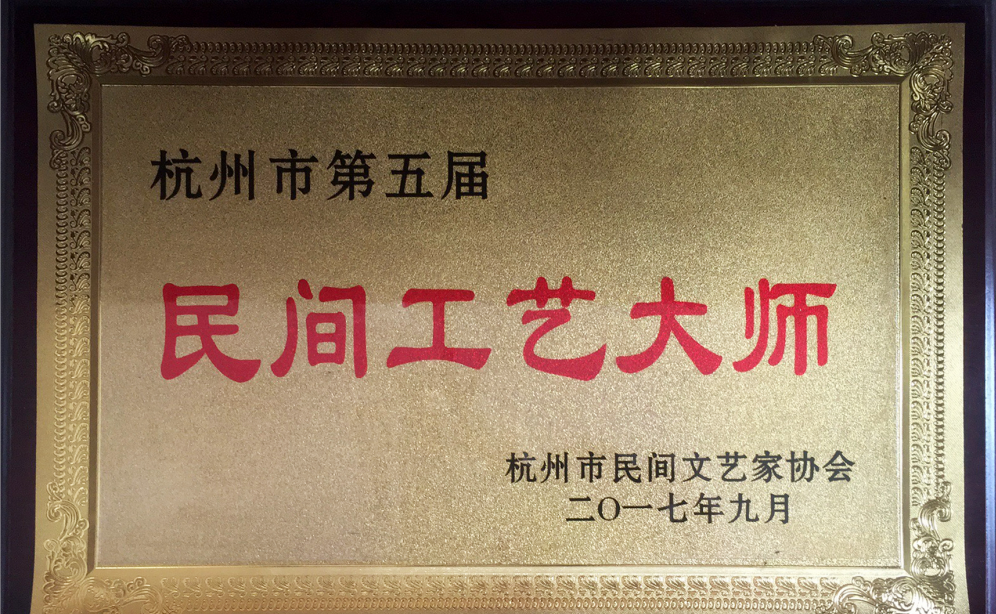 杭州市第五届
民间工艺大师
杭州市民间文艺家协会
二〇一七年九月